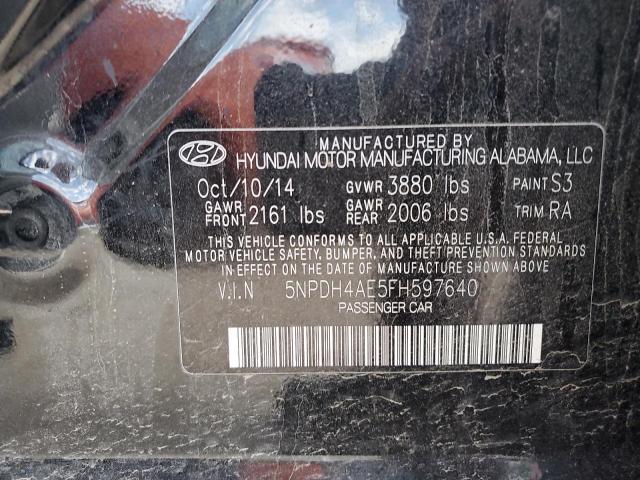 MANUFACTURED BY
HYUNDAI MOTOR MANUFACTURING ALABAMA, LLC
Oct/10/14 GVWR 3880 lbs PAINT S3
GAWR FRONT 2161 lbs GAWR REAR 2006 lbs TRIM RA
THIS VEHICLE CONFORMS TO ALL APPLICABLE U.S.A. FEDERAL
MOTOR VEHICLE SAFETY, BUMPER, AND THEFT PREVENTION STANDARDS
IN EFFECT ON THE DATE OF MANUFACTURE SHOWN ABOVE
V.I.N 5NPDH4AE5FH597640
PASSENGER CAR